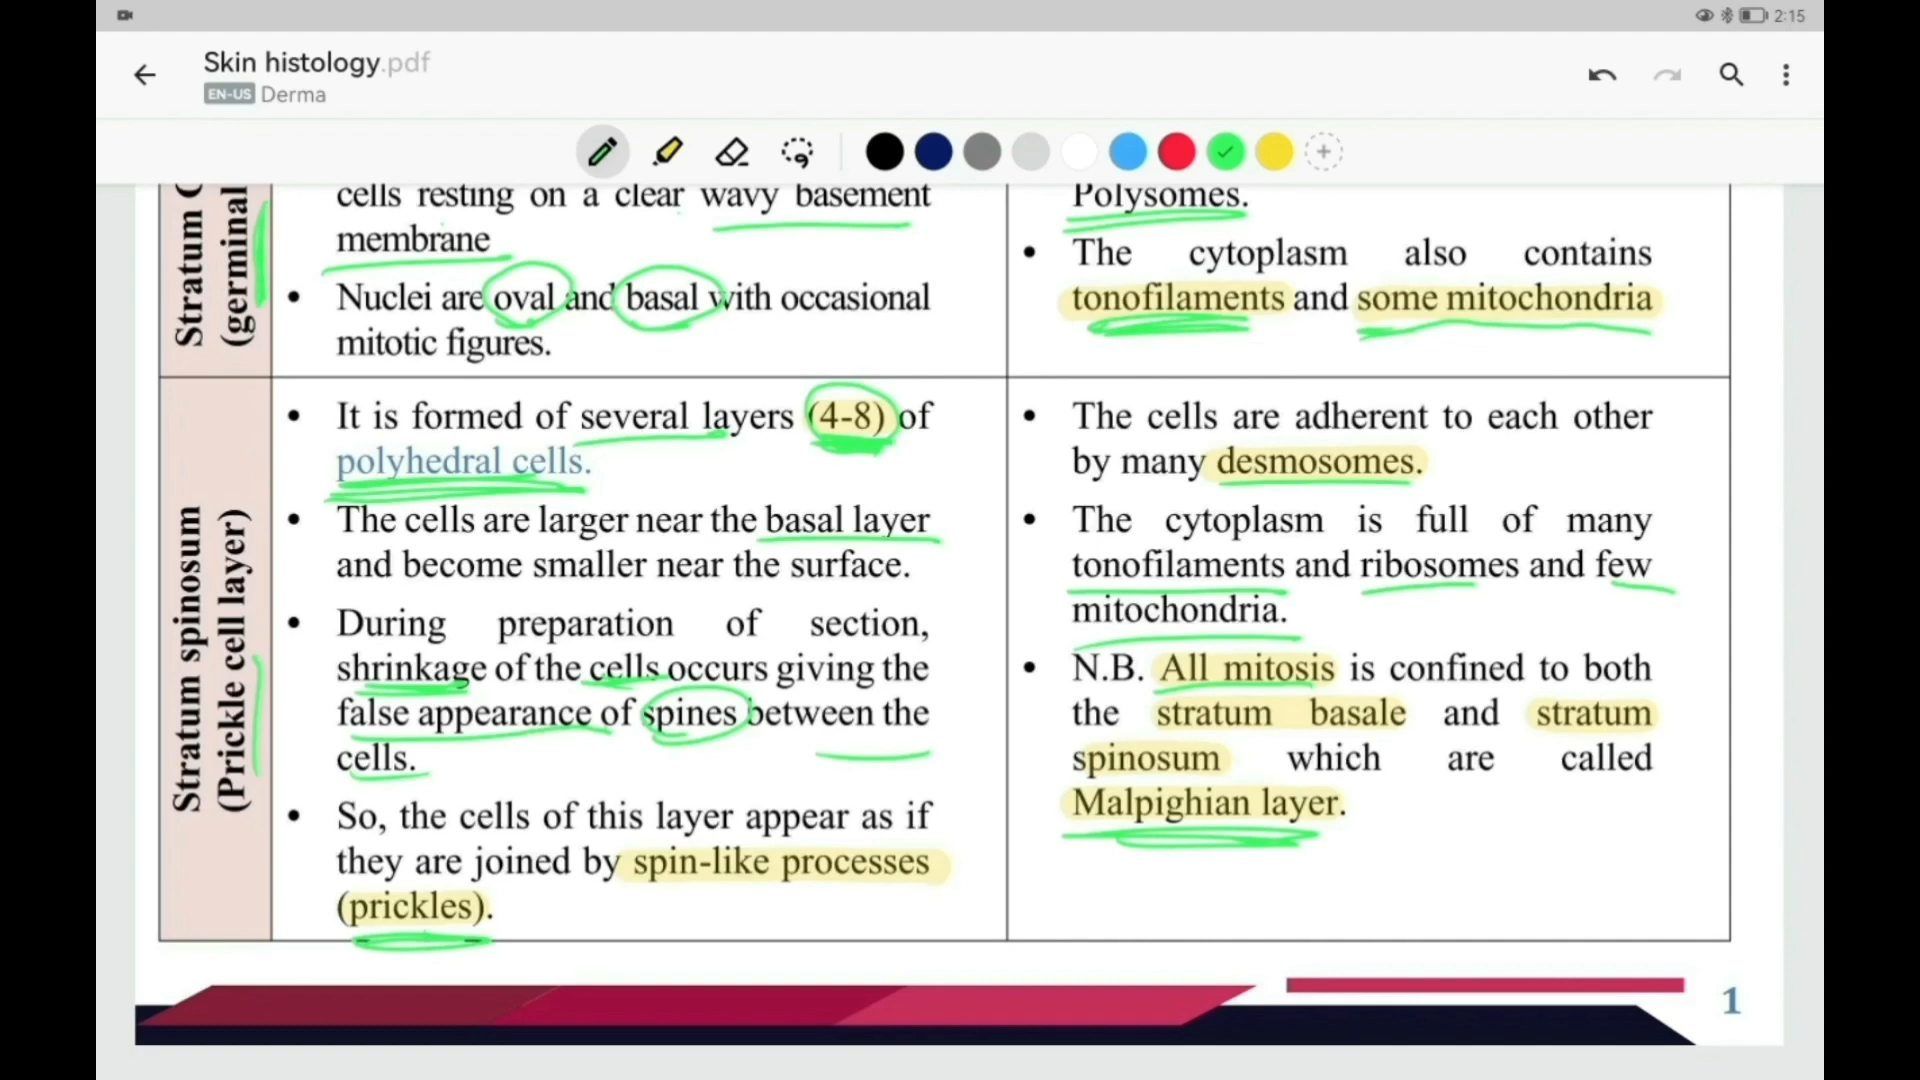 2:15
Skin histology.pdf
EN-US Derma
Stratum
(germinal
cells resting on a clear wavy basement
membrane
• Nuclei are oval and basal with occasional
mitotic figures.
Polysomes.
• The cytoplasm also contains
tonofilaments and some mitochondria
Stratum spinosum
(Prickle cell layer)
• It is formed of several layers (4-8) of
polyhedral cells.
• The cells are larger near the basal layer
and become smaller near the surface.
• During preparation of section,
shrinkage of the cells occurs giving the
false appearance of spines between the
cells.
• So, the cells of this layer appear as if
they are joined by spin-like processes
(prickles).
• The cells are adherent to each other
by many desmosomes.
• The cytoplasm is full of many
tonofilaments and ribosomes and few
mitochondria.
• N.B. All mitosis is confined to both
the stratum basale and stratum
spinosum which are called
Malpighian layer.
1